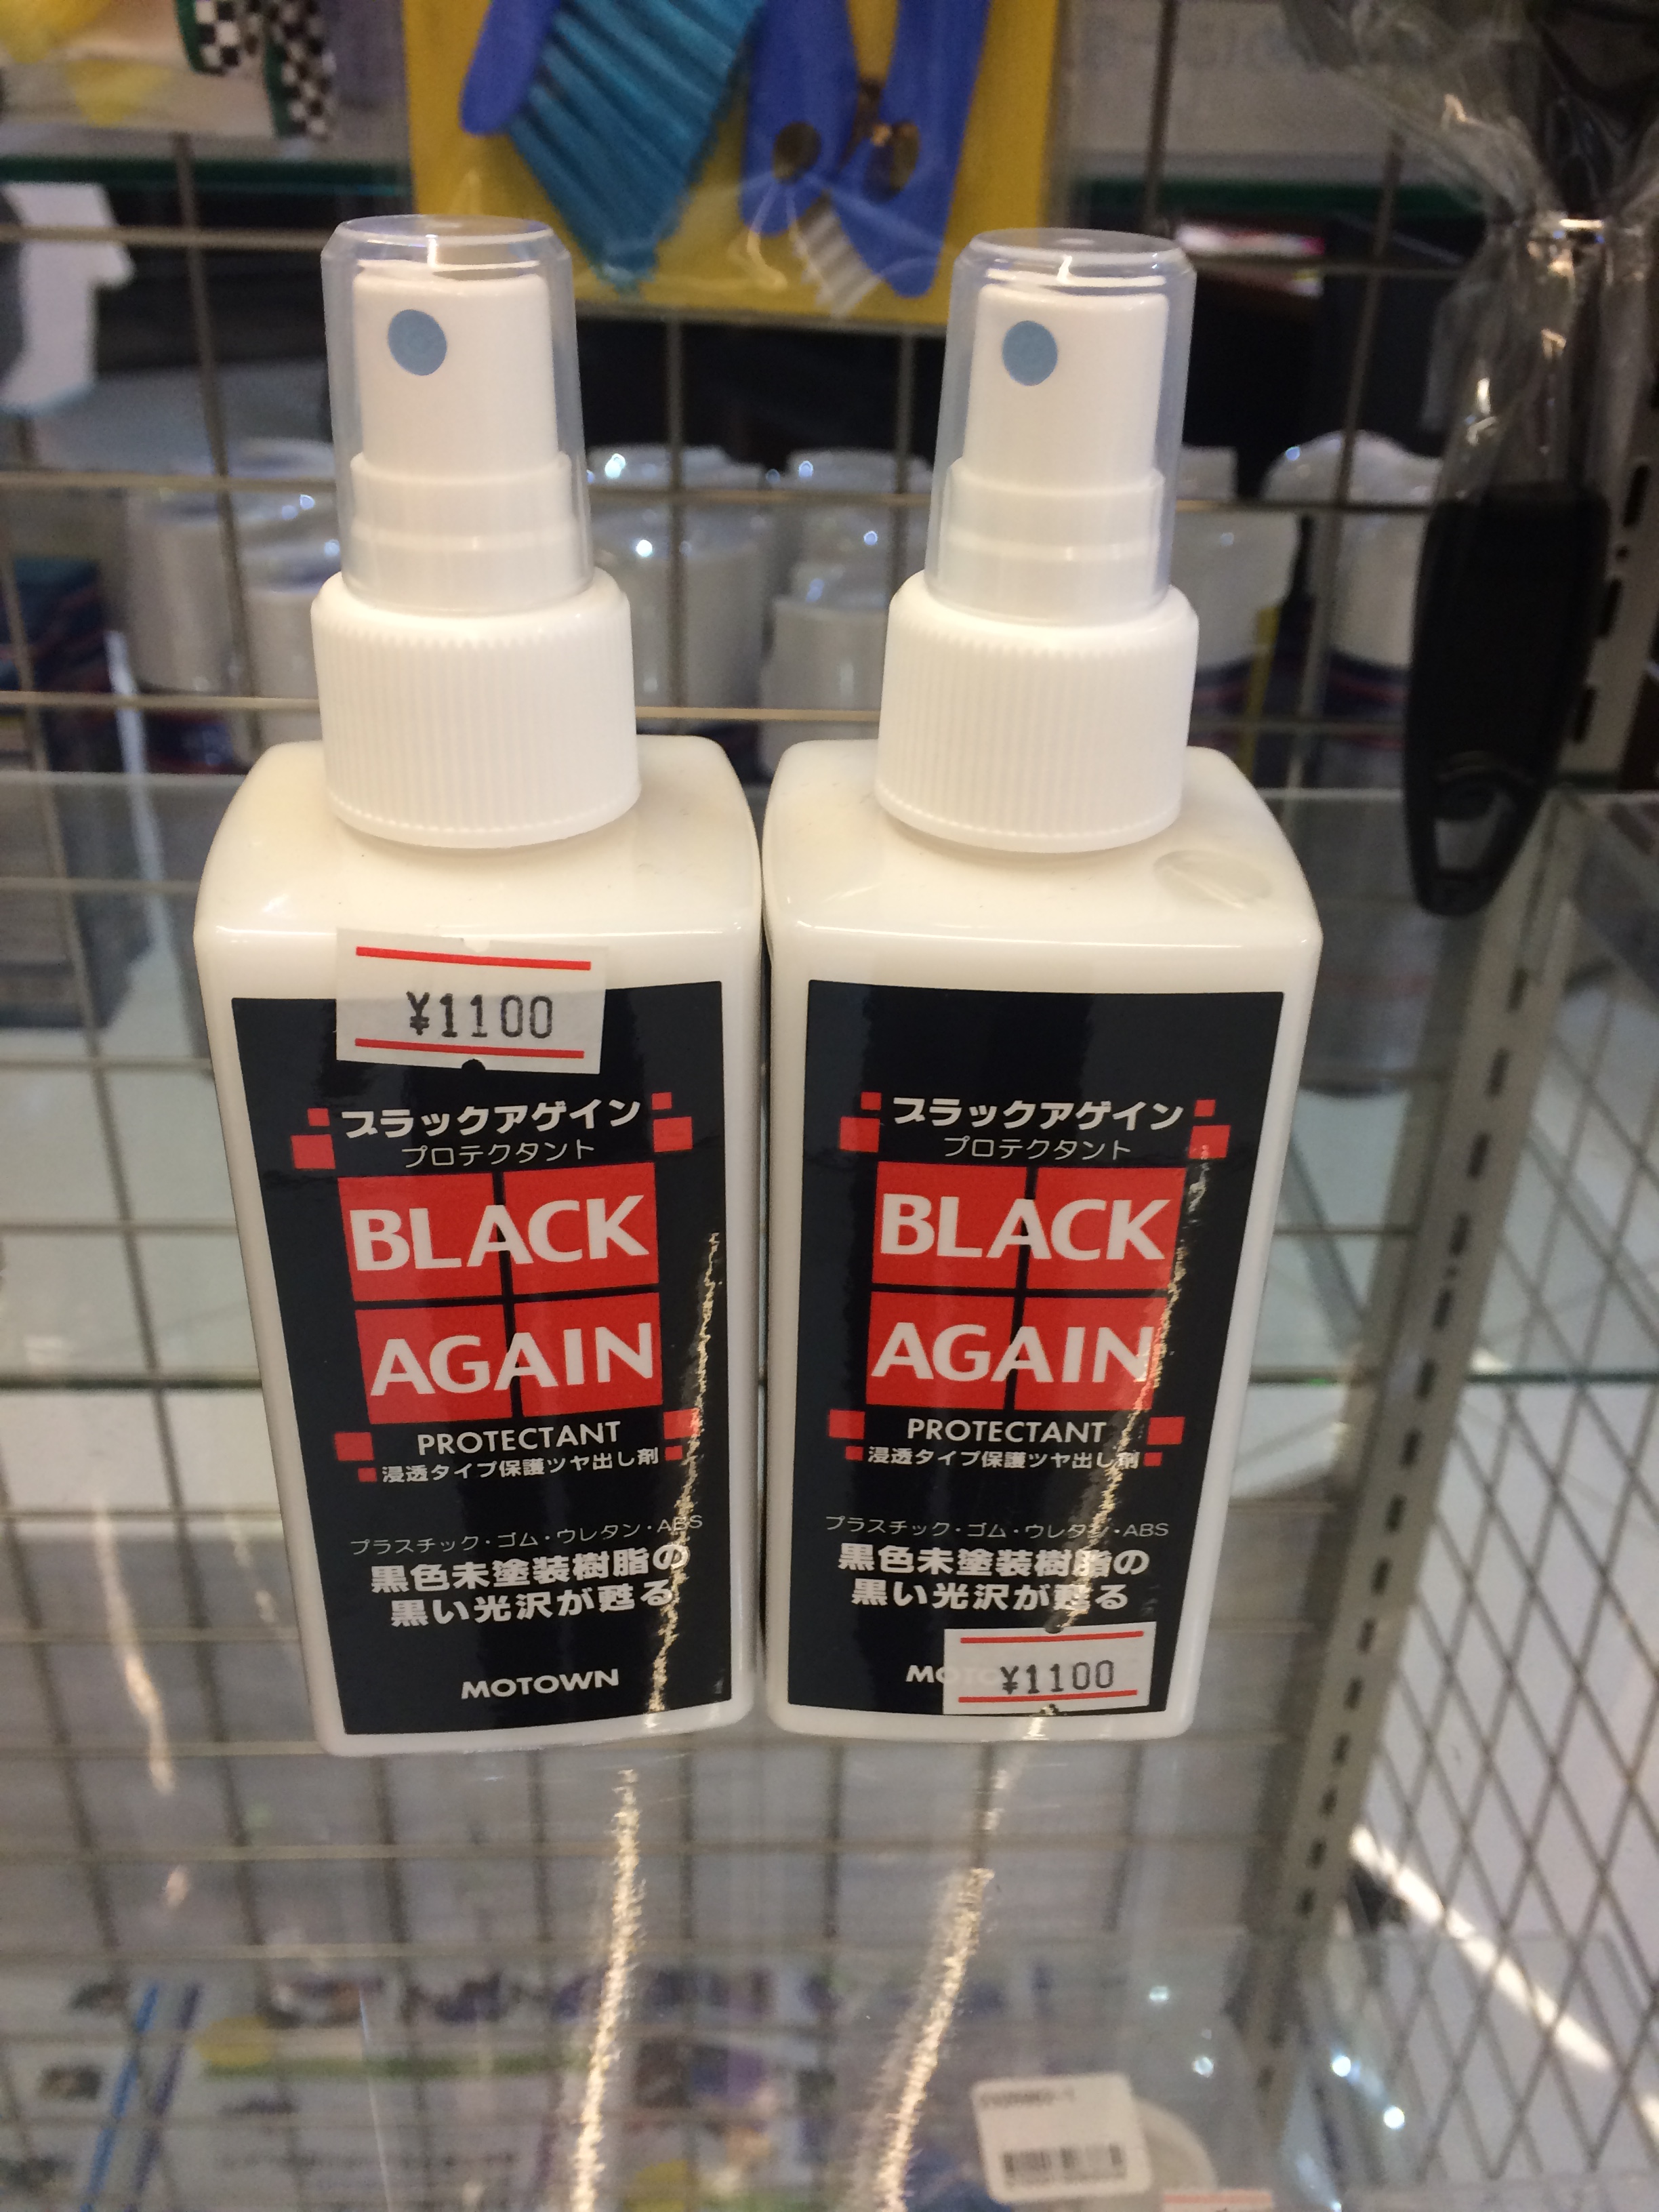 ¥1100
ブラックアゲイン
プロテクタント
BLACK
AGAIN
PROTECTANT
浸透タイプ保護ツヤ出し剤
プラスチック・ゴム・ウレタン・ABS
黒色未塗装樹脂の
黒い光沢が甦る
MOTOWN
ブラックアゲイン
プロテクタント
BLACK
AGAIN
PROTECTANT
浸透タイプ保護ツヤ出し剤
プラスチック・ゴム・ウレタン・ABS
黒色未塗装樹脂の
黒い光沢が甦る
¥1100